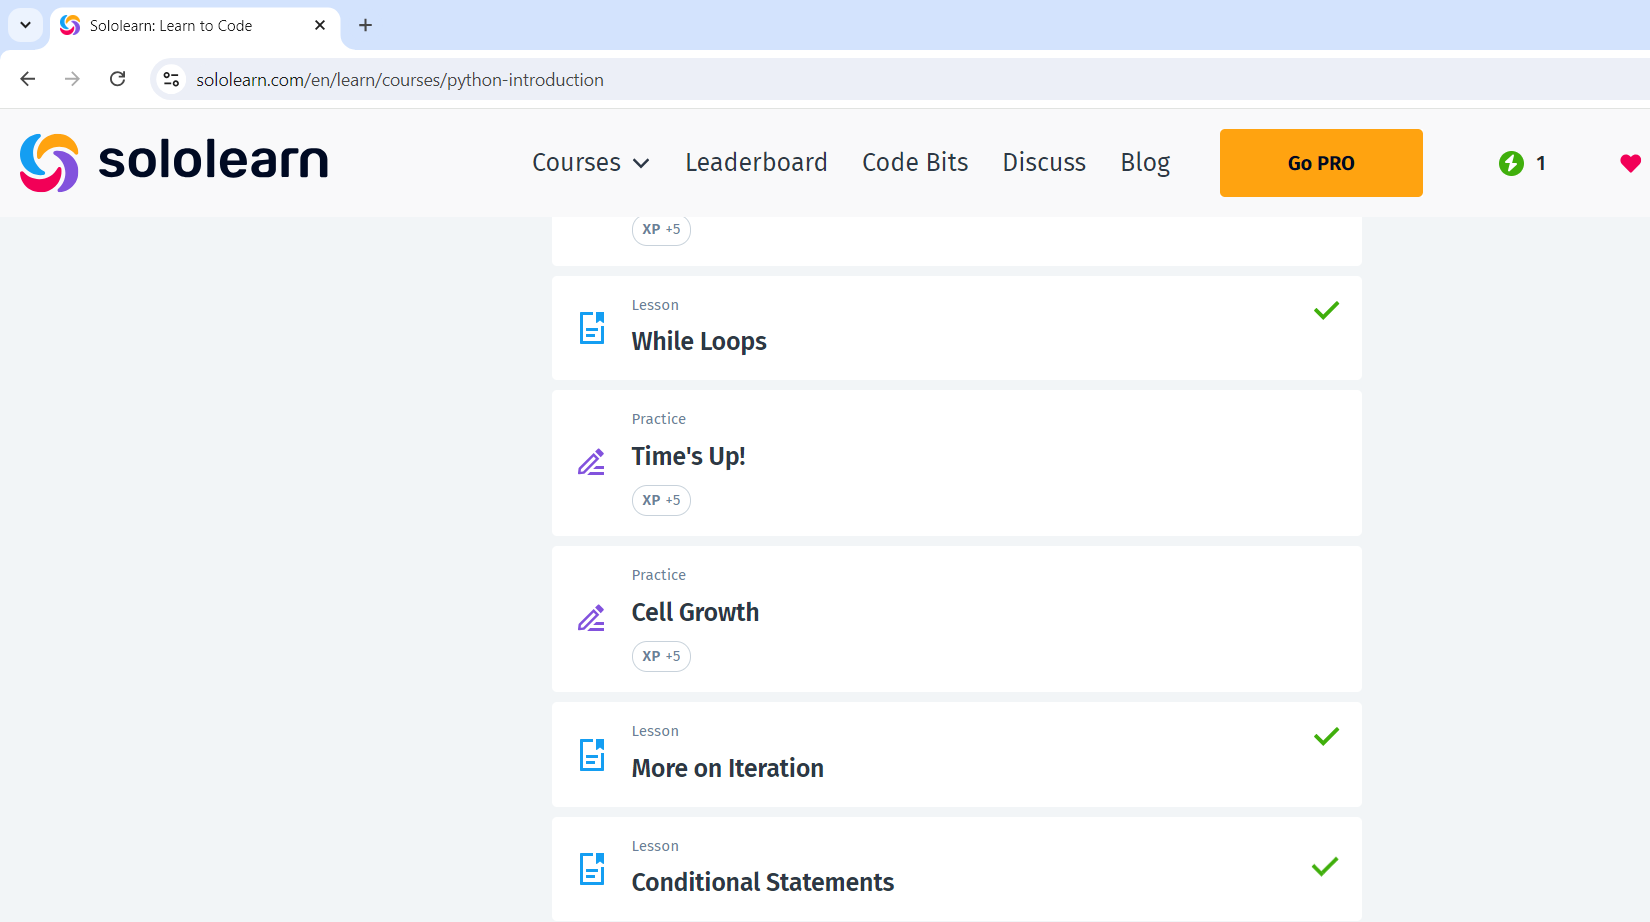 Sololearn: Learn to Code
sololearn.com/en/learn/courses/python-introduction
sololearn
Courses
Leaderboard
Code Bits
Discuss
Blog
Go PRO
1
XP +5
Lesson
While Loops
Practice
Time's Up!
XP +5
Practice
Cell Growth
XP +5
Lesson
More on Iteration
Lesson
Conditional Statements